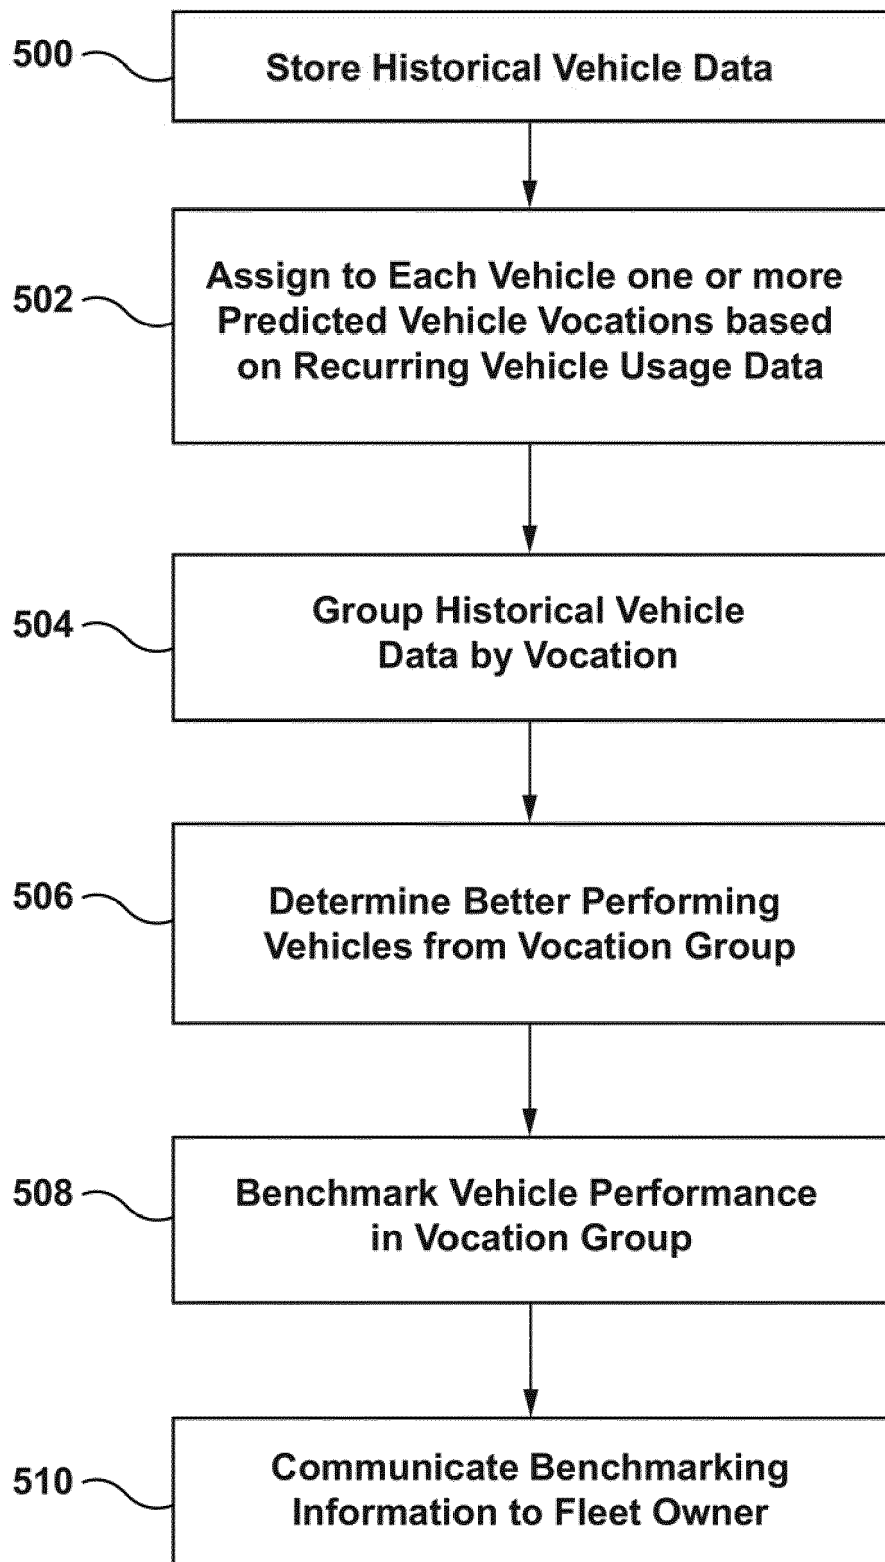 500
Store Historical Vehicle Data
502
Assign to Each Vehicle one or more
Predicted Vehicle Vocations based
on Recurring Vehicle Usage Data
504
Group Historical Vehicle
Data by Vocation
506
Determine Better Performing
Vehicles from Vocation Group
508
Benchmark Vehicle Performance
in Vocation Group
510
Communicate Benchmarking
Information to Fleet Owner